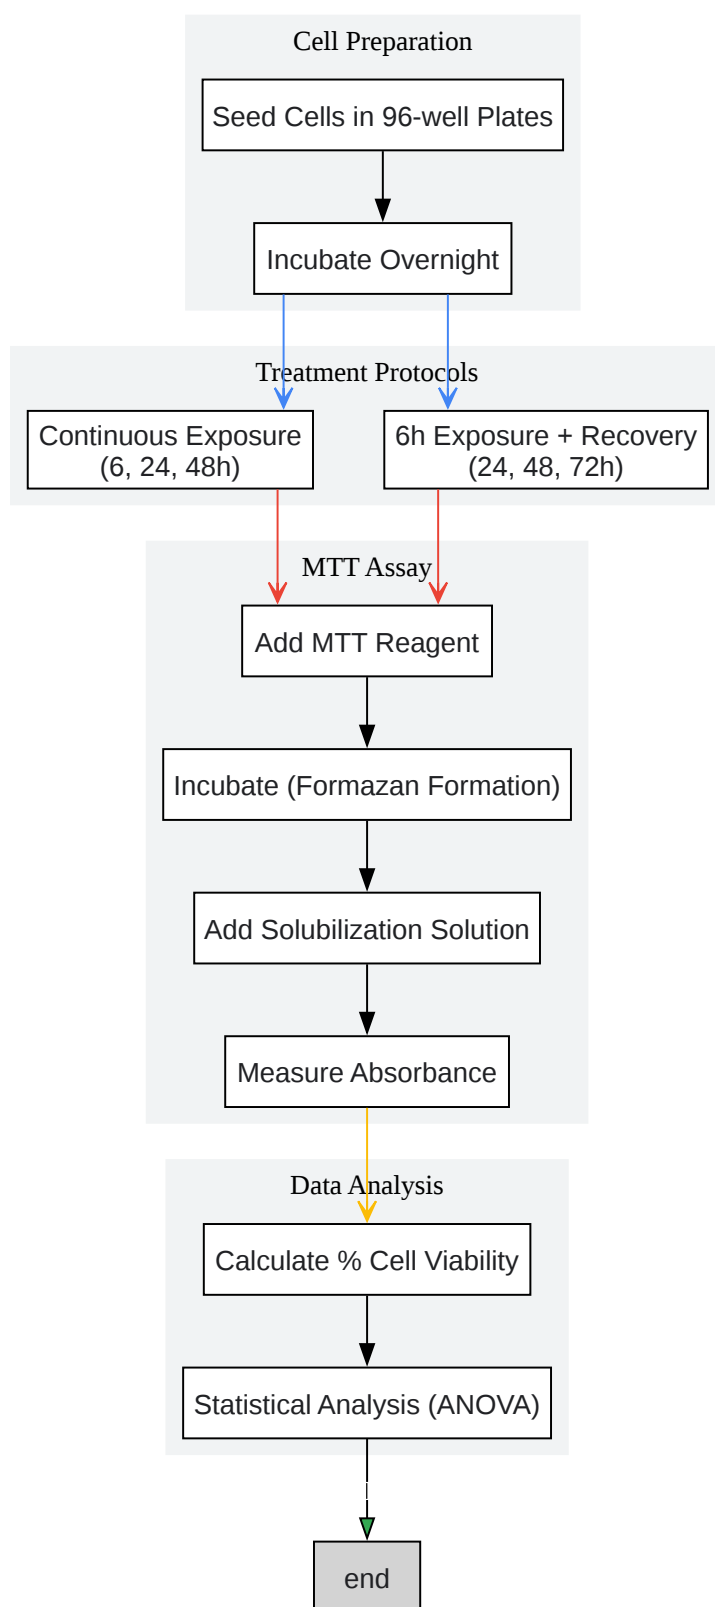 Cell Preparation
Seed Cells in 96-well Plates
Incubate Overnight
Treatment Protocols
Continuous Exposure
(6, 24, 48h)
6h Exposure + Recovery
(24, 48, 72h)
MTT Assay
Add MTT Reagent
Incubate (Formazan Formation)
Add Solubilization Solution
Measure Absorbance
Data Analysis
Calculate % Cell Viability
Statistical Analysis (ANOVA)
end